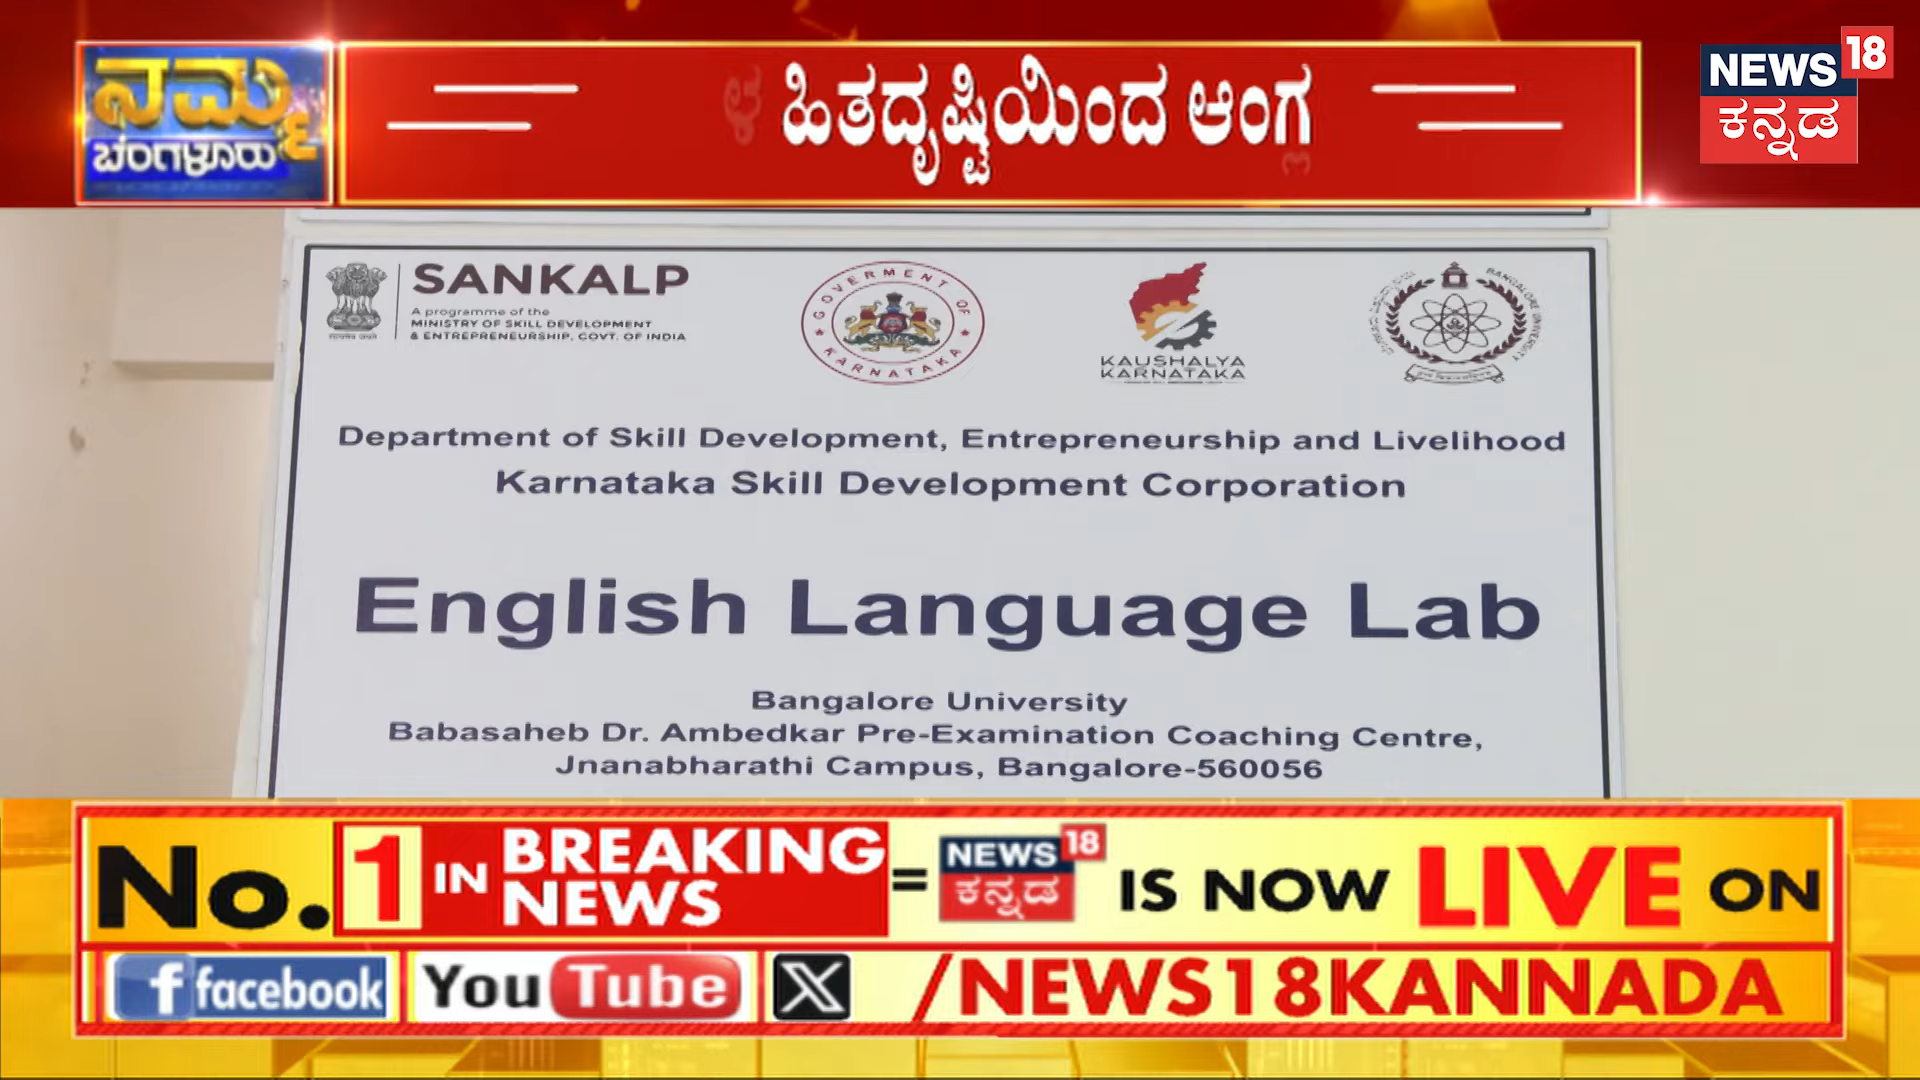 ನಮ್ಮ
ಬೆಂಗಳೂರು
ಹಿತದೃಷ್ಟಿಯಿಂದ ಆಂಗ್ಲ
NEWS 18
ಕನ್ನಡ
SANKALP
A programme of the
MINISTRY OF SKILL DEVELOPMENT
& ENTREPRENEURSHIP, GOVT. OF INDIA
GOVERMENT OF
KARNATAKA
KAUSHALYA
KARNATAKA
BANGALORE UNIVERSITY
Department of Skill Development, Entrepreneurship and Livelihood
Karnataka Skill Development Corporation
English Language Lab
Bangalore University
Babasaheb Dr. Ambedkar Pre-Examination Coaching Centre,
Jnanabharathi Campus, Bangalore-560056
No. 1 IN BREAKING NEWS = NEWS 18 ಕನ್ನಡ IS NOW LIVE ON
facebook YouTube X /NEWS18KANNADA